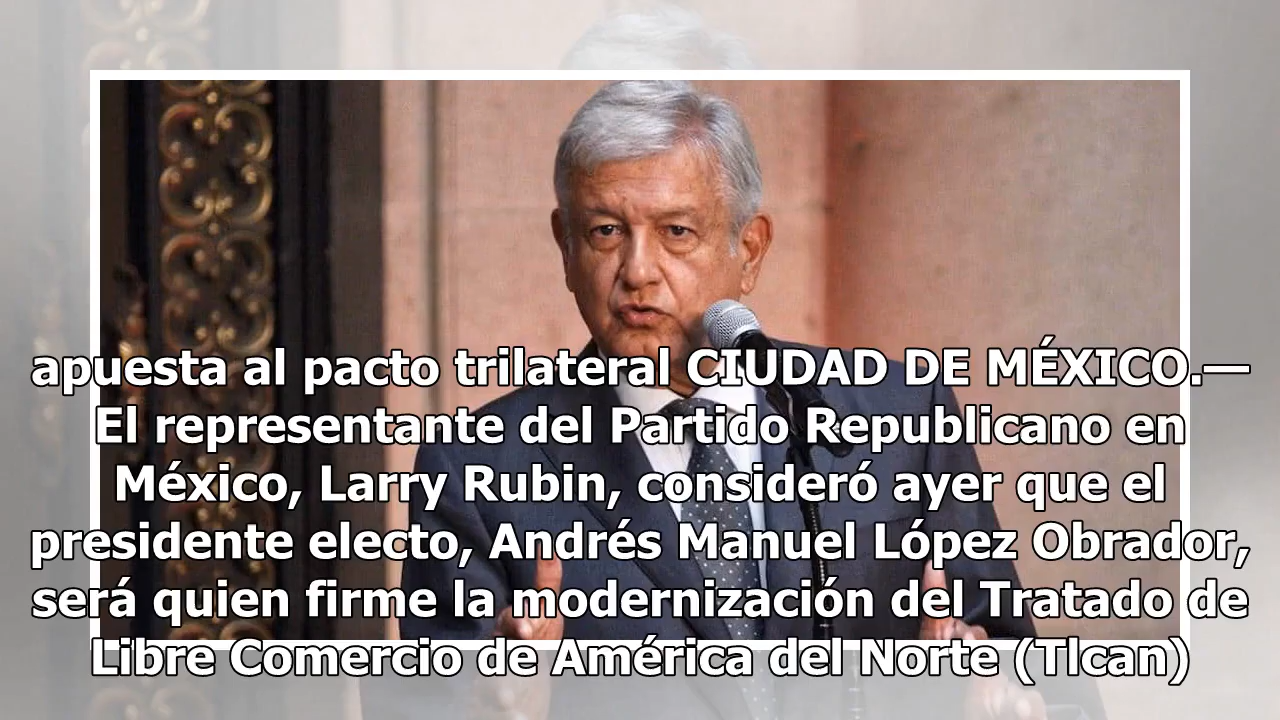 apuesta al pacto trilateral CIUDAD DE MÉXICO.—
El representante del Partido Republicano en
México, Larry Rubin, consideró ayer que el
presidente electo, Andrés Manuel López Obrador,
será quien firme la modernización del Tratado de
Libre Comercio de América del Norte (Tlcan)